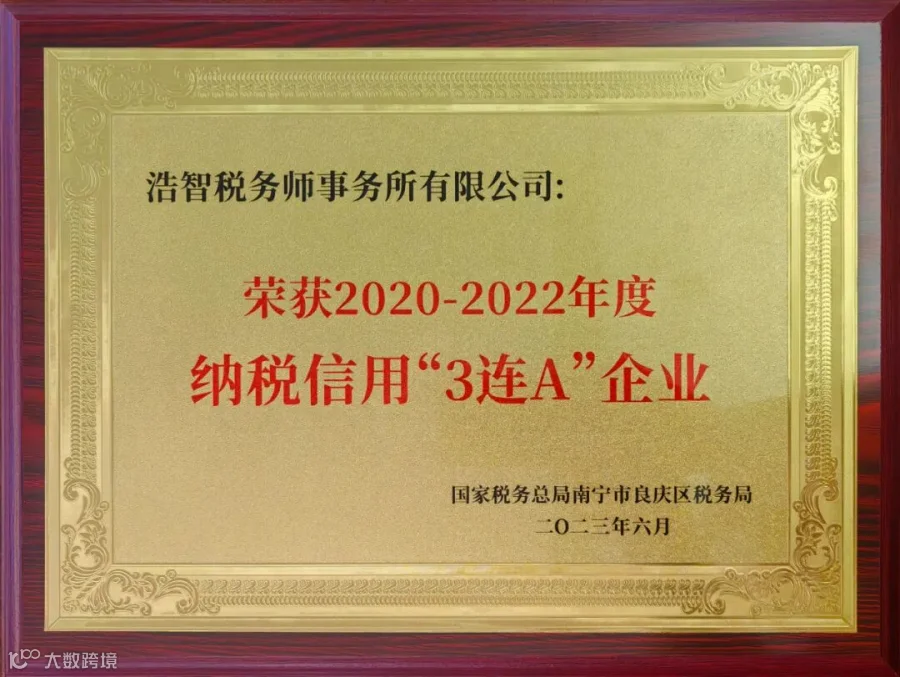 浩智税务师事务所有限公司:
荣获2020-2022年度
纳税信用“3连A”企业
国家税务总局南宁市良庆区税务局
二〇二三年六月
大数跨境